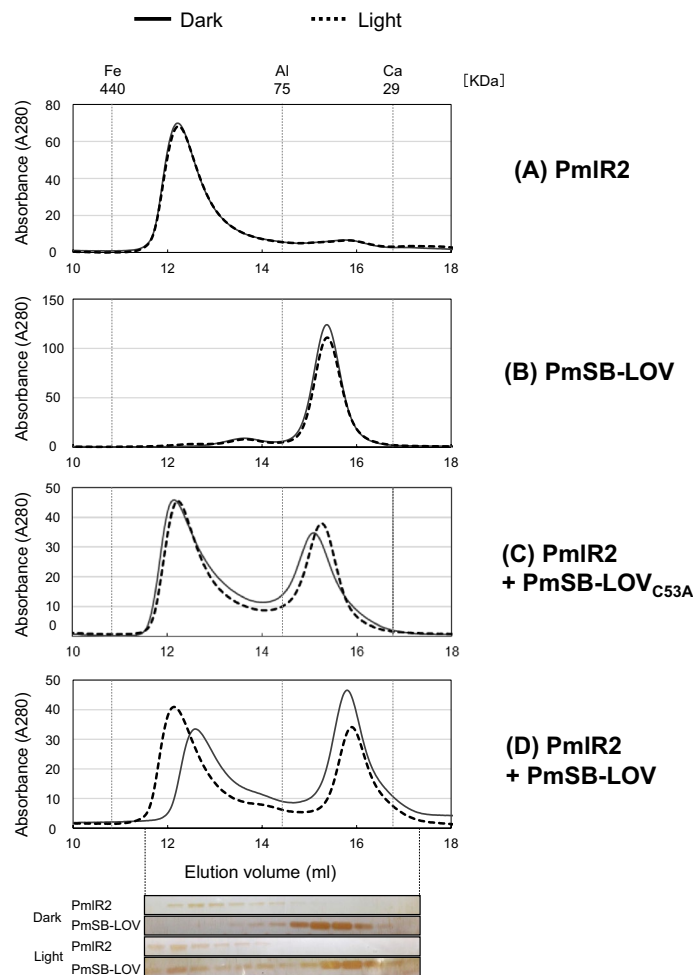 Dark Light
Fe Al Ca [KDa]
440 75 29
Absorbance (A280)
80
60
40
20
0
10 12 14 16 18
(A) PmIR2
Absorbance (A280)
150
100
50
0
10 12 14 16 18
(B) PmSB-LOV
Absorbance (A280)
50
50
40
30
20
10
0
10 12 14 16 18
(C) PmIR2
+ PmSB-LOVC53A
Absorbance (A280)
50
40
30
20
10
0
10 12 14 16 18
(D) PmIR2
+ PmSB-LOV
Elution volume (ml)
Dark
PmIR2
PmSB-LOV
Light
PmIR2
PmSB-LOV